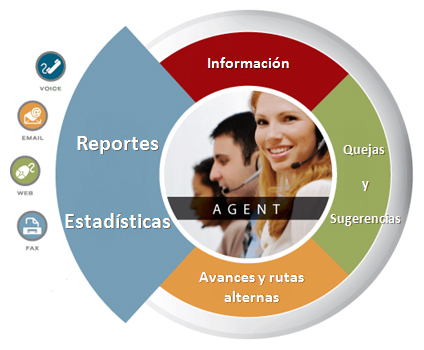 VOICE
EMAIL
WEB
FAX
Reportes
Estadísticas
Información
Quejas
y
Sugerencias
Avances y rutas
alternas
AGENT